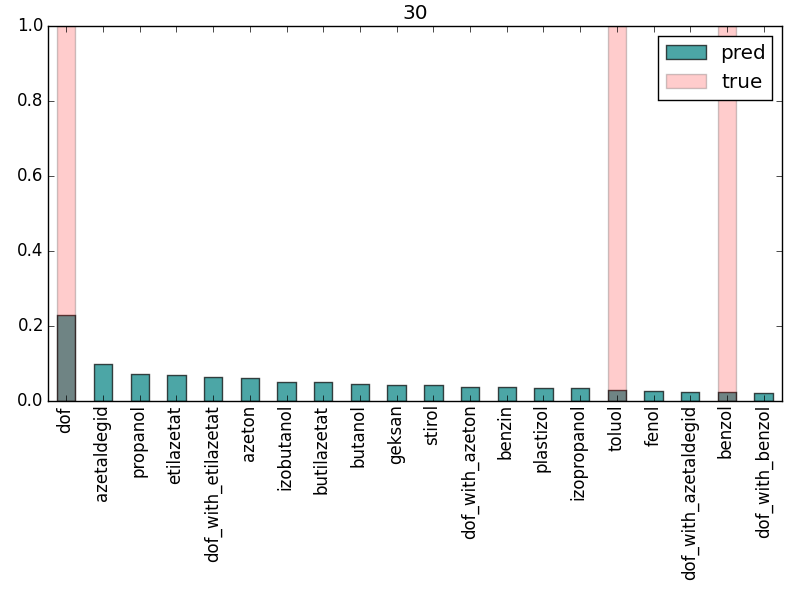 30
1.0
0.8
0.6
0.4
0.2
0.0
pred
true
dof
azetaldegid
propanol
etilazetat
dof_with_etilazetat
azeton
izobutanol
butilazetat
butanol
geksan
stirol
dof_with_azeton
benzin
plastizol
izopropanol
toluol
fenol
dof_with_azetaldegid
benzol
dof_with_benzol